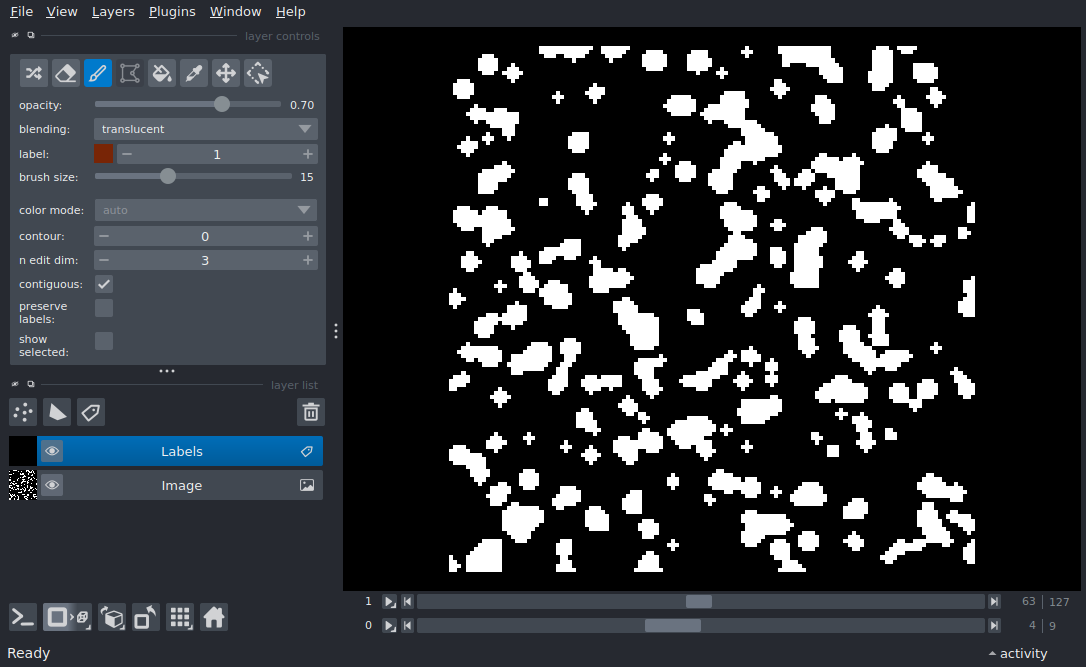 File View Layers Plugins Window Help
layer controls
opacity: 0.70
blending: translucent
label: 1
brush size: 15
color mode: auto
contour: 0
n edit dim: 3
contiguous:
preserve
labels:
show
selected:
layer list
Labels
Image
1 63 127
0 4 9
Ready activity